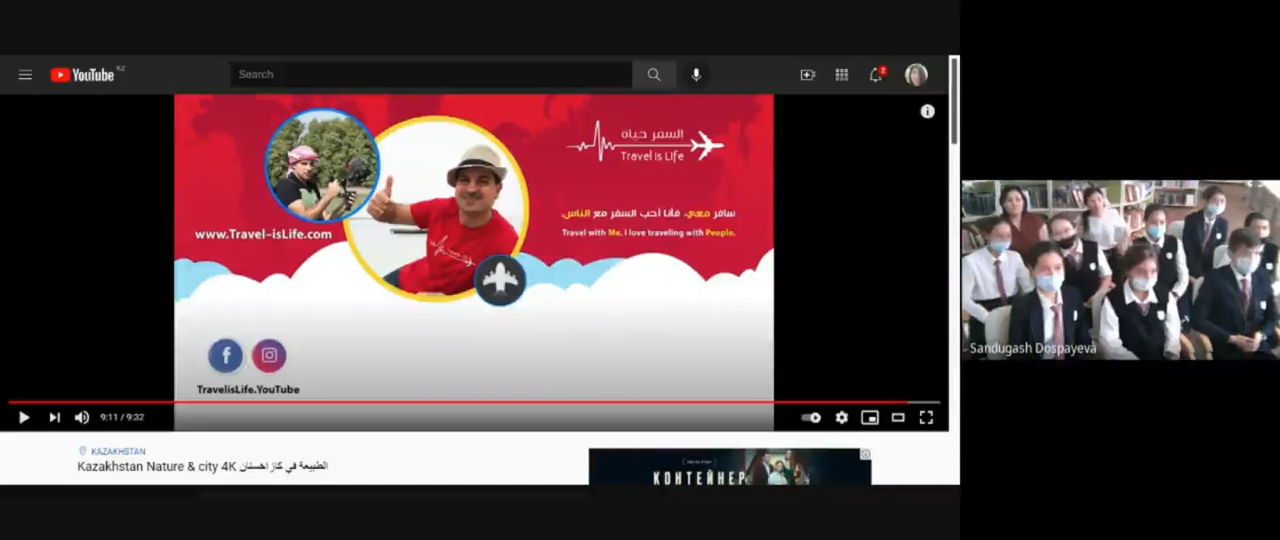 YouTube KZ
Search
2
السفر حياة
Travel is Life
سافر معي. فأنا أحب السفر مع الناس.
Travel with Me, I love traveling with People.
www.Travel-isLife.com
TravelisLife.YouTube
9:11 / 9:32
KAZAKHSTAN
Kazakhstan Nature & city 4K الطبيعة في كازاخستان
КОНТЕЙНЕР
Sandugash Dospayeva